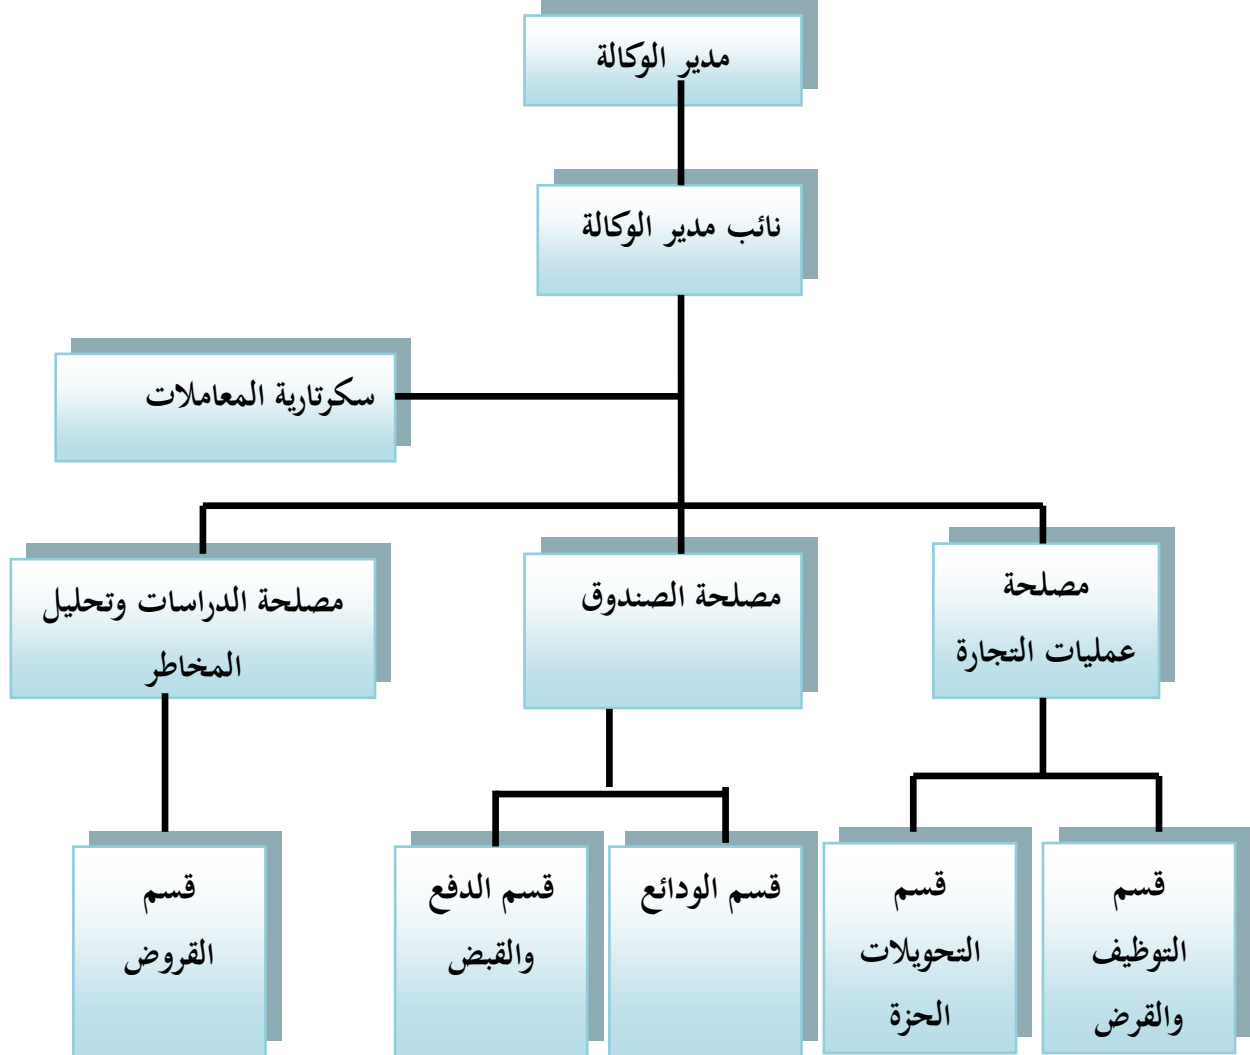 مدير الوكالة
نائب مدير الوكالة
سكرتارية المعاملات
مصلحة
عمليات التجارة
مصلحة الصندوق
مصلحة الدراسات وتحليل
المخاطر
قسم
التوظيف
والقرض
قسم
التحويلات
الحزة
قسم الودائع
قسم الدفع
والقبض
قسم
القروض